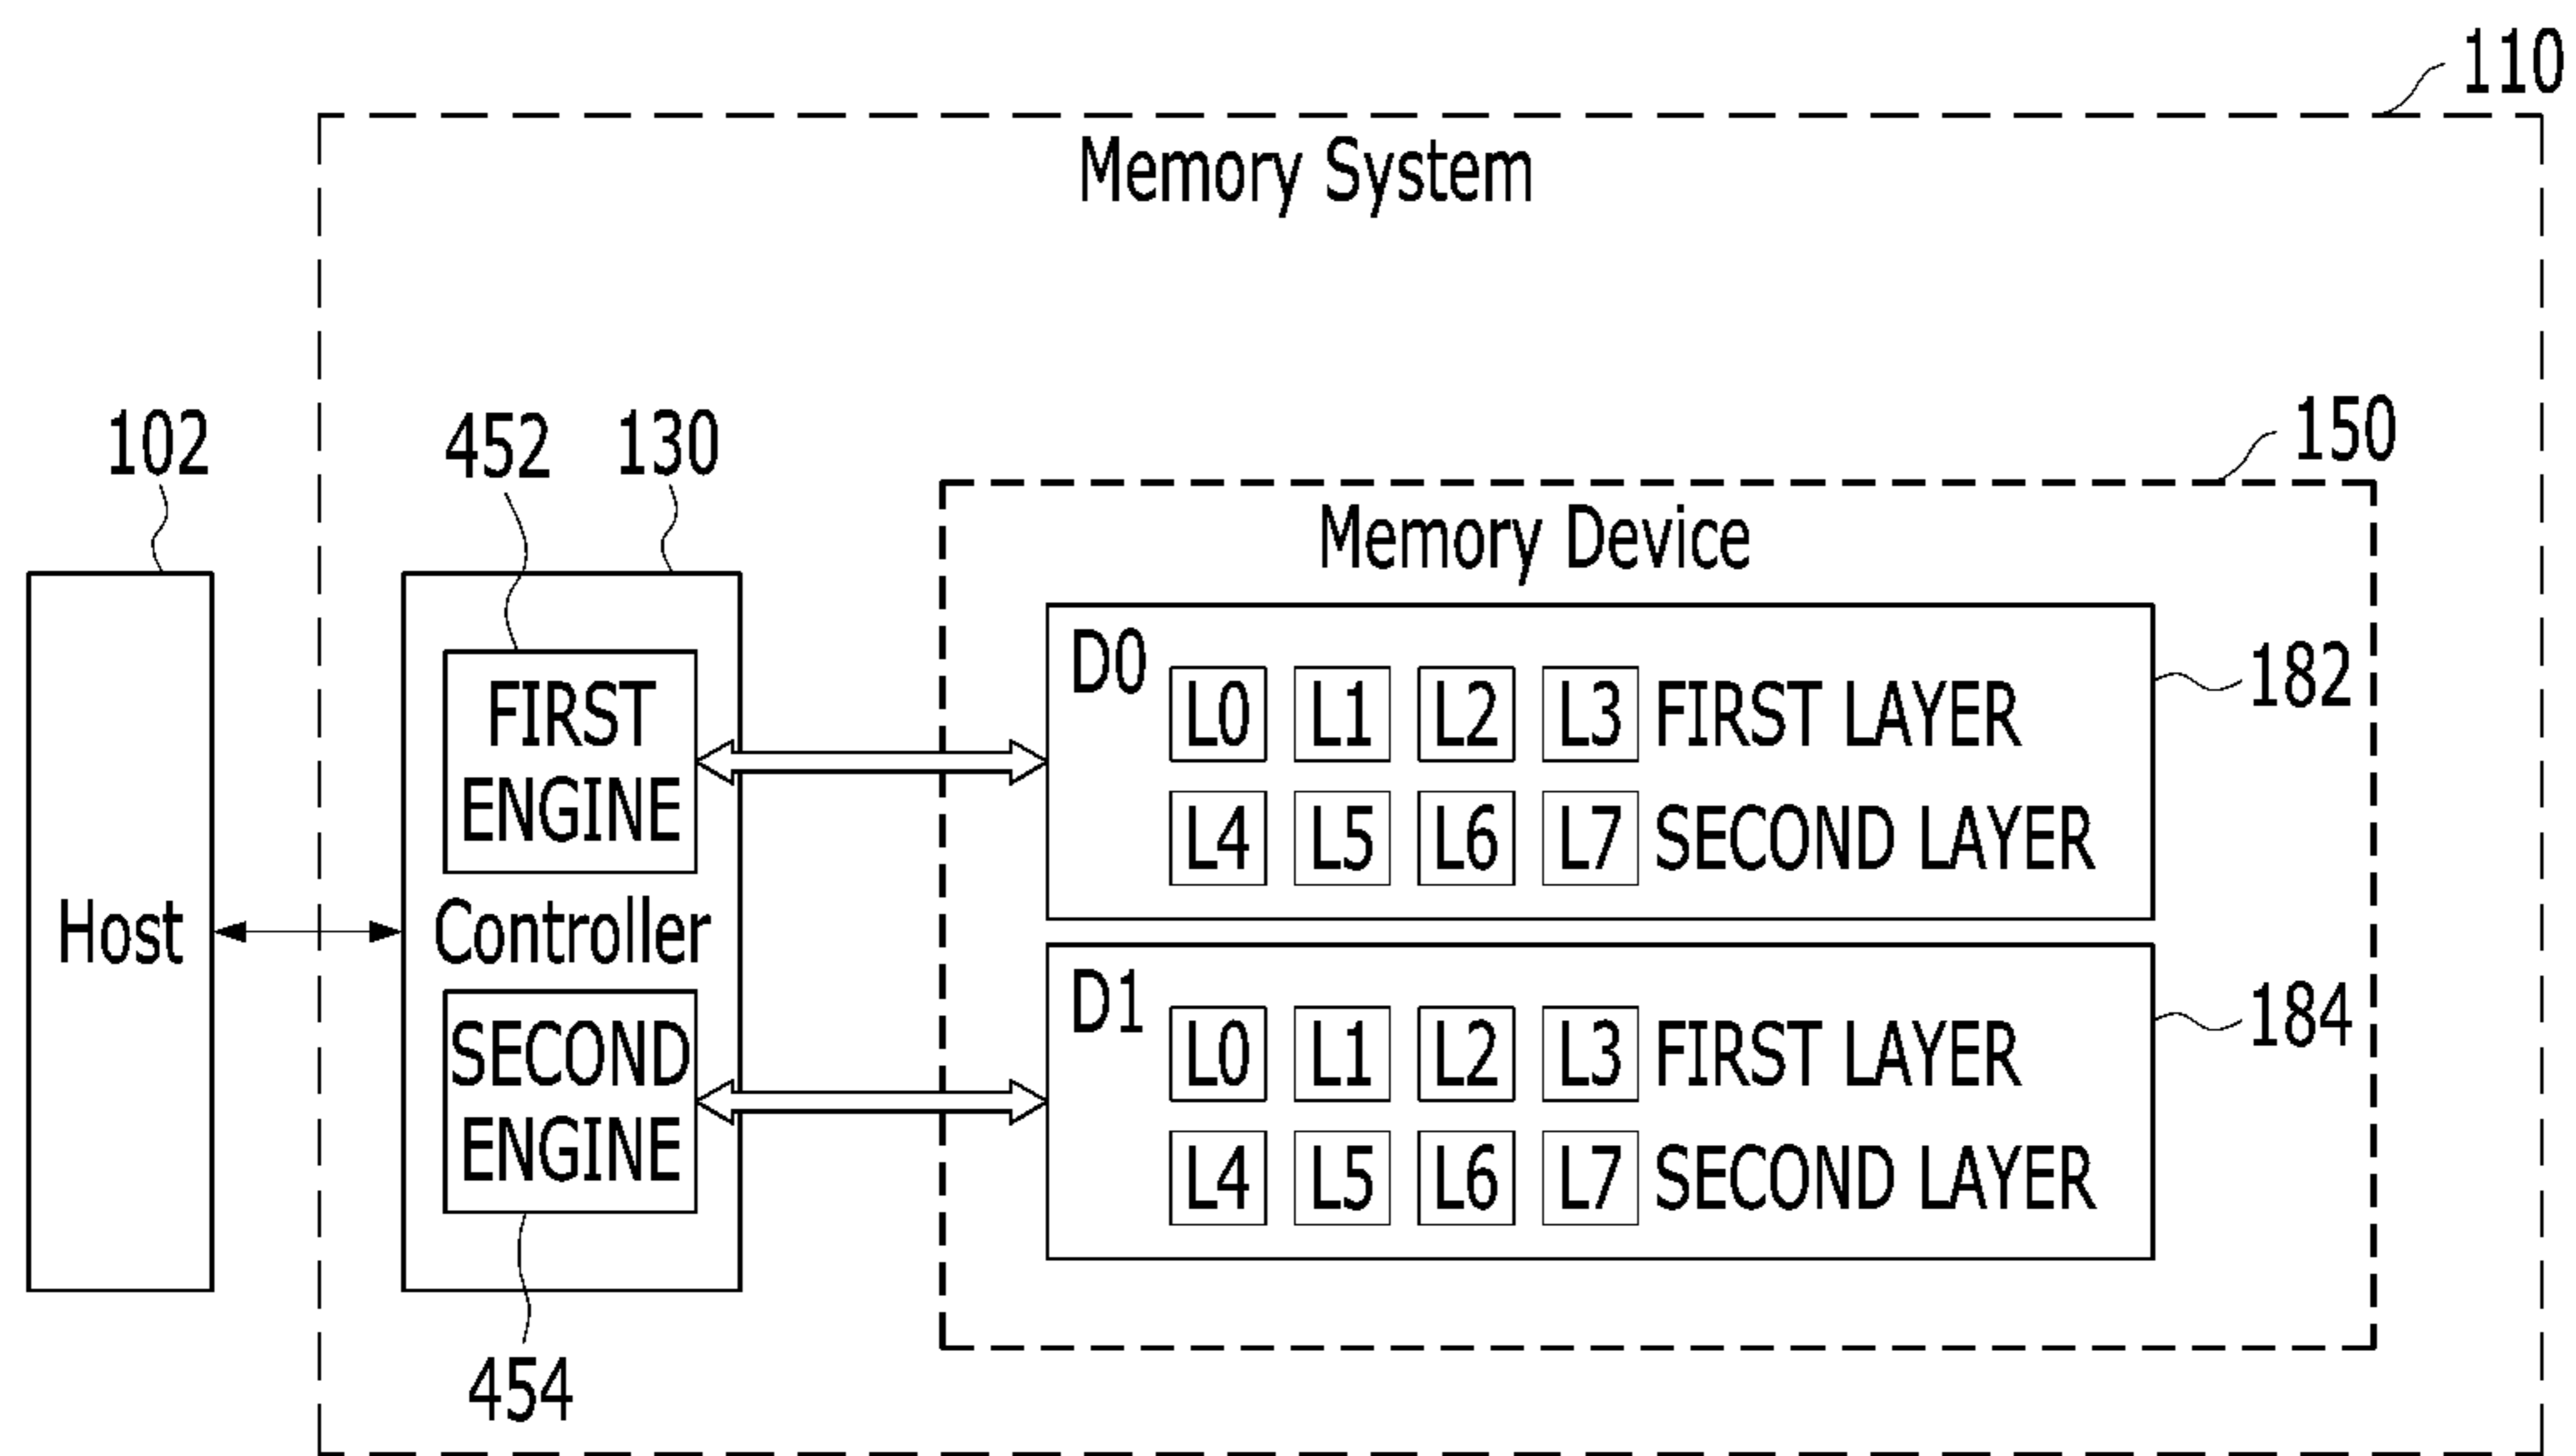 110
Memory System
102
452
130
150
Memory Device
FIRST
ENGINE
D0
L0 L1 L2 L3 FIRST LAYER
L4 L5 L6 L7 SECOND LAYER
182
Host
Controller
SECOND
ENGINE
D1
L0 L1 L2 L3 FIRST LAYER
L4 L5 L6 L7 SECOND LAYER
184
454